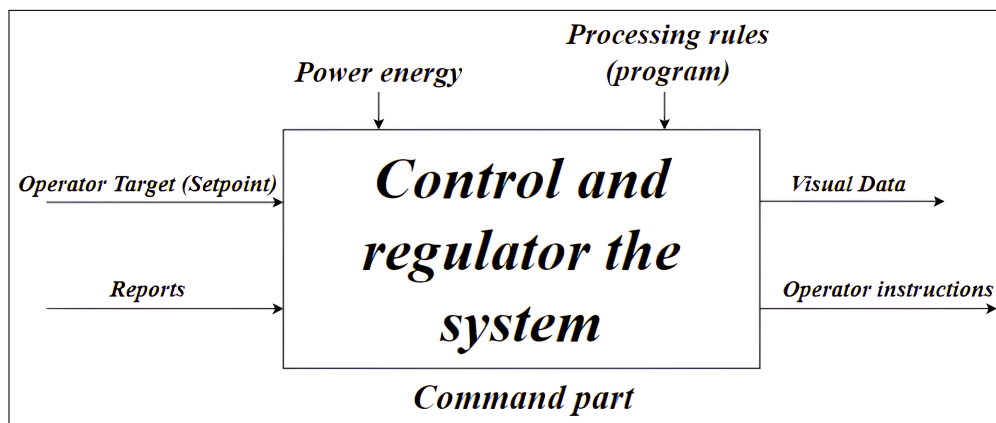 Processing rules
(program)
Power energy
Operator Target (Setpoint)
Reports
Control and
regulator the
system
Visual Data
Operator instructions
Command part